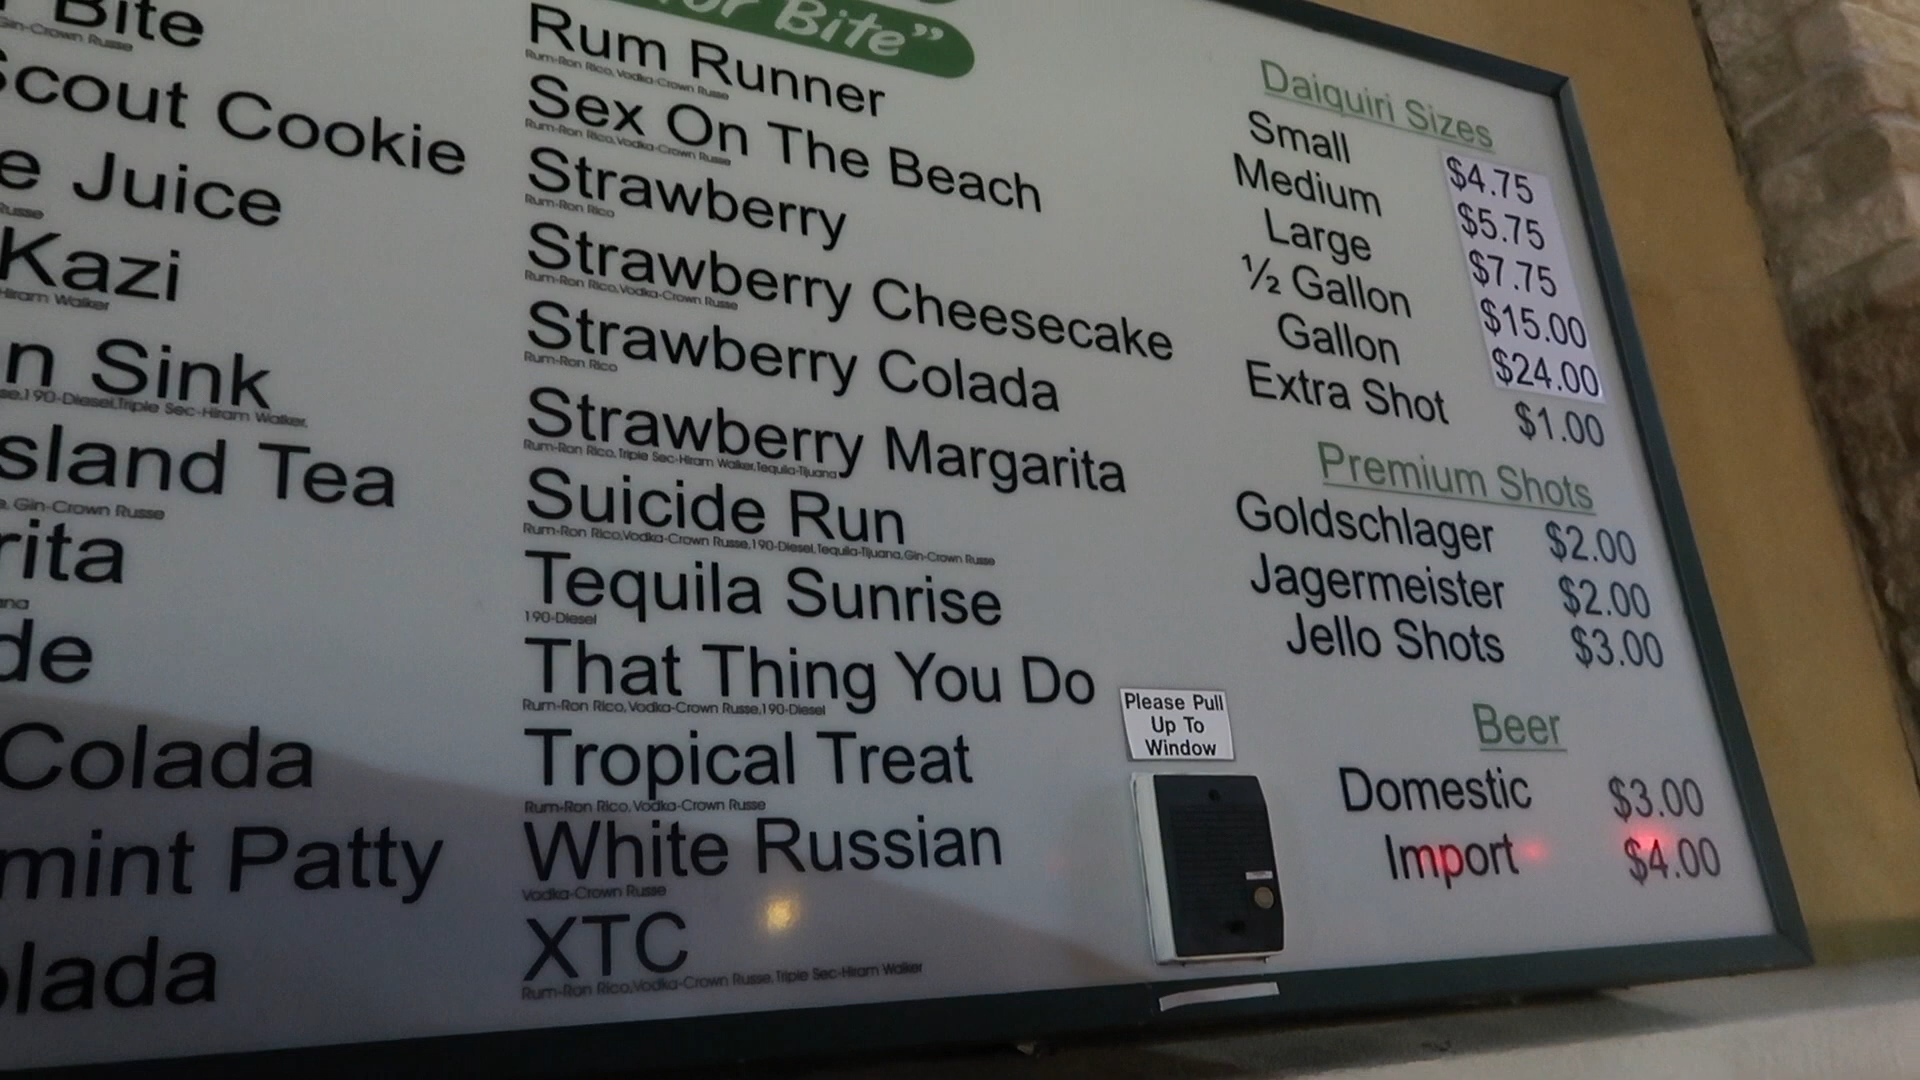 Bite
Gin-Crown Russe
Scout Cookie
Juice
Russe
Kazi
Hiram Walker
Sink
190-Diesel,Triple Sec-Hiram Walker,
Island Tea
Gin-Crown Russe
Colada
Patty
or Bite”
Rum Runner
Rum-Ron Rico, Vodka-Crown Russe
Sex On The Beach
Rum-Ron Rico,Vodka-Crown Russe
Strawberry
Rum-Ron Rico
Strawberry Cheesecake
Rum-Ron Rico,Vodka-Crown Russe
Strawberry Colada
Rum-Ron Rico
Strawberry Margarita
Rum-Ron Rico, Triple Sec-Hiram Walker,Tequila-Tijuana
Suicide Run
Rum-Ron Rico,Vodka-Crown Russe,190-Diesel,Tequila-Tijuana,Gin-Crown Russe
Tequila Sunrise
190-Diesel
That Thing You Do
Rum-Ron Rico,Vodka-Crown Russe,190-Diesel
Tropical Treat
Rum-Ron Rico,Vodka-Crown Russe
White Russian
Vodka-Crown Russe
XTC
Rum-Ron Rico,Vodka-Crown Russe,Triple Sec-Hiram Walker
Daiquiri Sizes
Small $4.75
Medium $5.75
Large $7.75
½ Gallon $15.00
Gallon $24.00
Extra Shot $1.00
Premium Shots
Goldschlager $2.00
Jagermeister $2.00
Jello Shots $3.00
Please Pull
Up To
Window
Beer
Domestic $3.00
Import $4.00